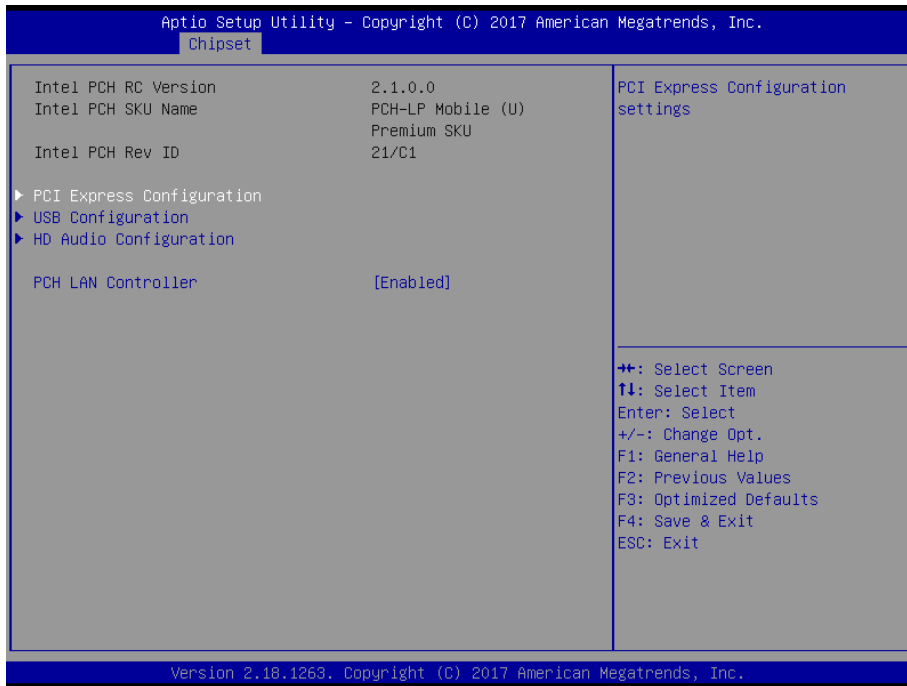 Aptio Setup Utility – Copyright (C) 2017 American Megatrends, Inc.
Chipset
Intel PCH RC Version 2.1.0.0
Intel PCH SKU Name PCH-LP Mobile (U)
Premium SKU
Intel PCH Rev ID 21/C1
PCI Express Configuration
USB Configuration
HD Audio Configuration
PCH LAN Controller [Enabled]
PCI Express Configuration
settings
→←: Select Screen
↑↓: Select Item
Enter: Select
+/-: Change Opt.
F1: General Help
F2: Previous Values
F3: Optimized Defaults
F4: Save & Exit
ESC: Exit
Version 2.18.1263. Copyright (C) 2017 American Megatrends, Inc.